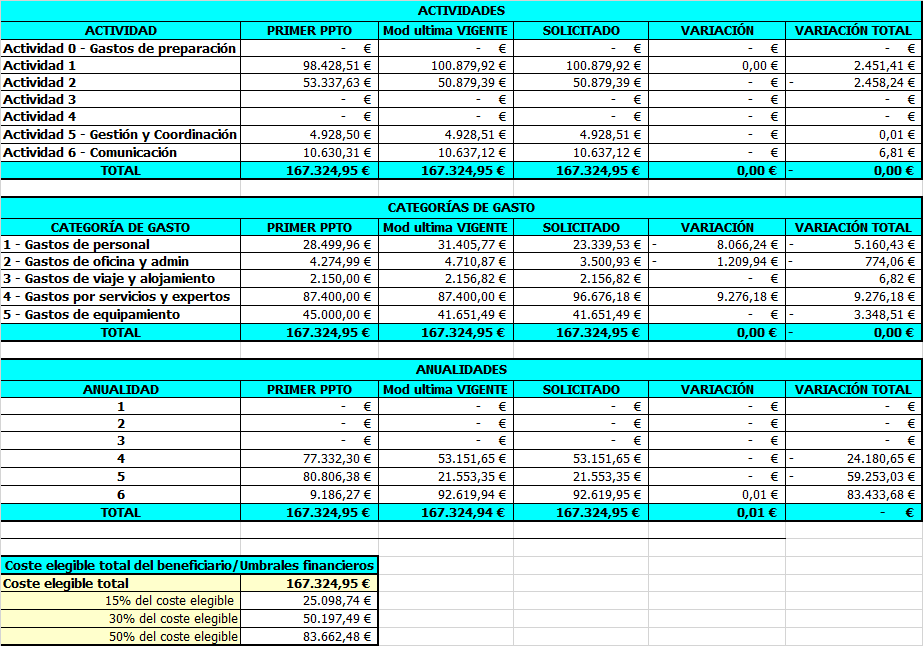 ACTIVIDADES
ACTIVIDAD PRIMER PPTO Mod ultima VIGENTE SOLICITADO VARIACIÓN VARIACIÓN TOTAL
Actividad 0 - Gastos de preparación - € - € - € - € - €
Actividad 1 98.428,51 € 100.879,92 € 100.879,92 € 0,00 € 2.451,41 €
Actividad 2 53.337,63 € 50.879,39 € 50.879,39 € - € - 2.458,24 €
Actividad 3 - € - € - € - € - €
Actividad 4 - € - € - € - € - €
Actividad 5 - Gestión y Coordinación 4.928,50 € 4.928,51 € 4.928,51 € - € 0,01 €
Actividad 6 - Comunicación 10.630,31 € 10.637,12 € 10.637,12 € - € 6,81 €
TOTAL 167.324,95 € 167.324,95 € 167.324,95 € 0,00 € - 0,00 €
CATEGORÍAS DE GASTO
CATEGORÍA DE GASTO PRIMER PPTO Mod ultima VIGENTE SOLICITADO VARIACIÓN VARIACIÓN TOTAL
1 - Gastos de personal 28.499,96 € 31.405,77 € 23.339,53 € - 8.066,24 € - 5.160,43 €
2 - Gastos de oficina y admin 4.274,99 € 4.710,87 € 3.500,93 € - 1.209,94 € - 774,06 €
3 - Gastos de viaje y alojamiento 2.150,00 € 2.156,82 € 2.156,82 € - € 6,82 €
4 - Gastos por servicios y expertos 87.400,00 € 87.400,00 € 96.676,18 € 9.276,18 € 9.276,18 €
5 - Gastos de equipamiento 45.000,00 € 41.651,49 € 41.651,49 € - € - 3.348,51 €
TOTAL 167.324,95 € 167.324,95 € 167.324,95 € 0,00 € - 0,00 €
ANUALIDADES
ANUALIDAD PRIMER PPTO Mod ultima VIGENTE SOLICITADO VARIACIÓN VARIACIÓN TOTAL
1 - € - € - € - € - €
2 - € - € - € - € - €
3 - € - € - € - € - €
4 77.332,30 € 53.151,65 € 53.151,65 € - € - 24.180,65 €
5 80.806,38 € 21.553,35 € 21.553,35 € - € - 59.253,03 €
6 9.186,27 € 92.619,94 € 92.619,95 € 0,01 € 83.433,68 €
TOTAL 167.324,95 € 167.324,94 € 167.324,95 € 0,01 € - €
Coste elegible total del beneficiario/Umbrales financieros
Coste elegible total 167.324,95 €
15% del coste elegible 25.098,74 €
30% del coste elegible 50.197,49 €
50% del coste elegible 83.662,48 €